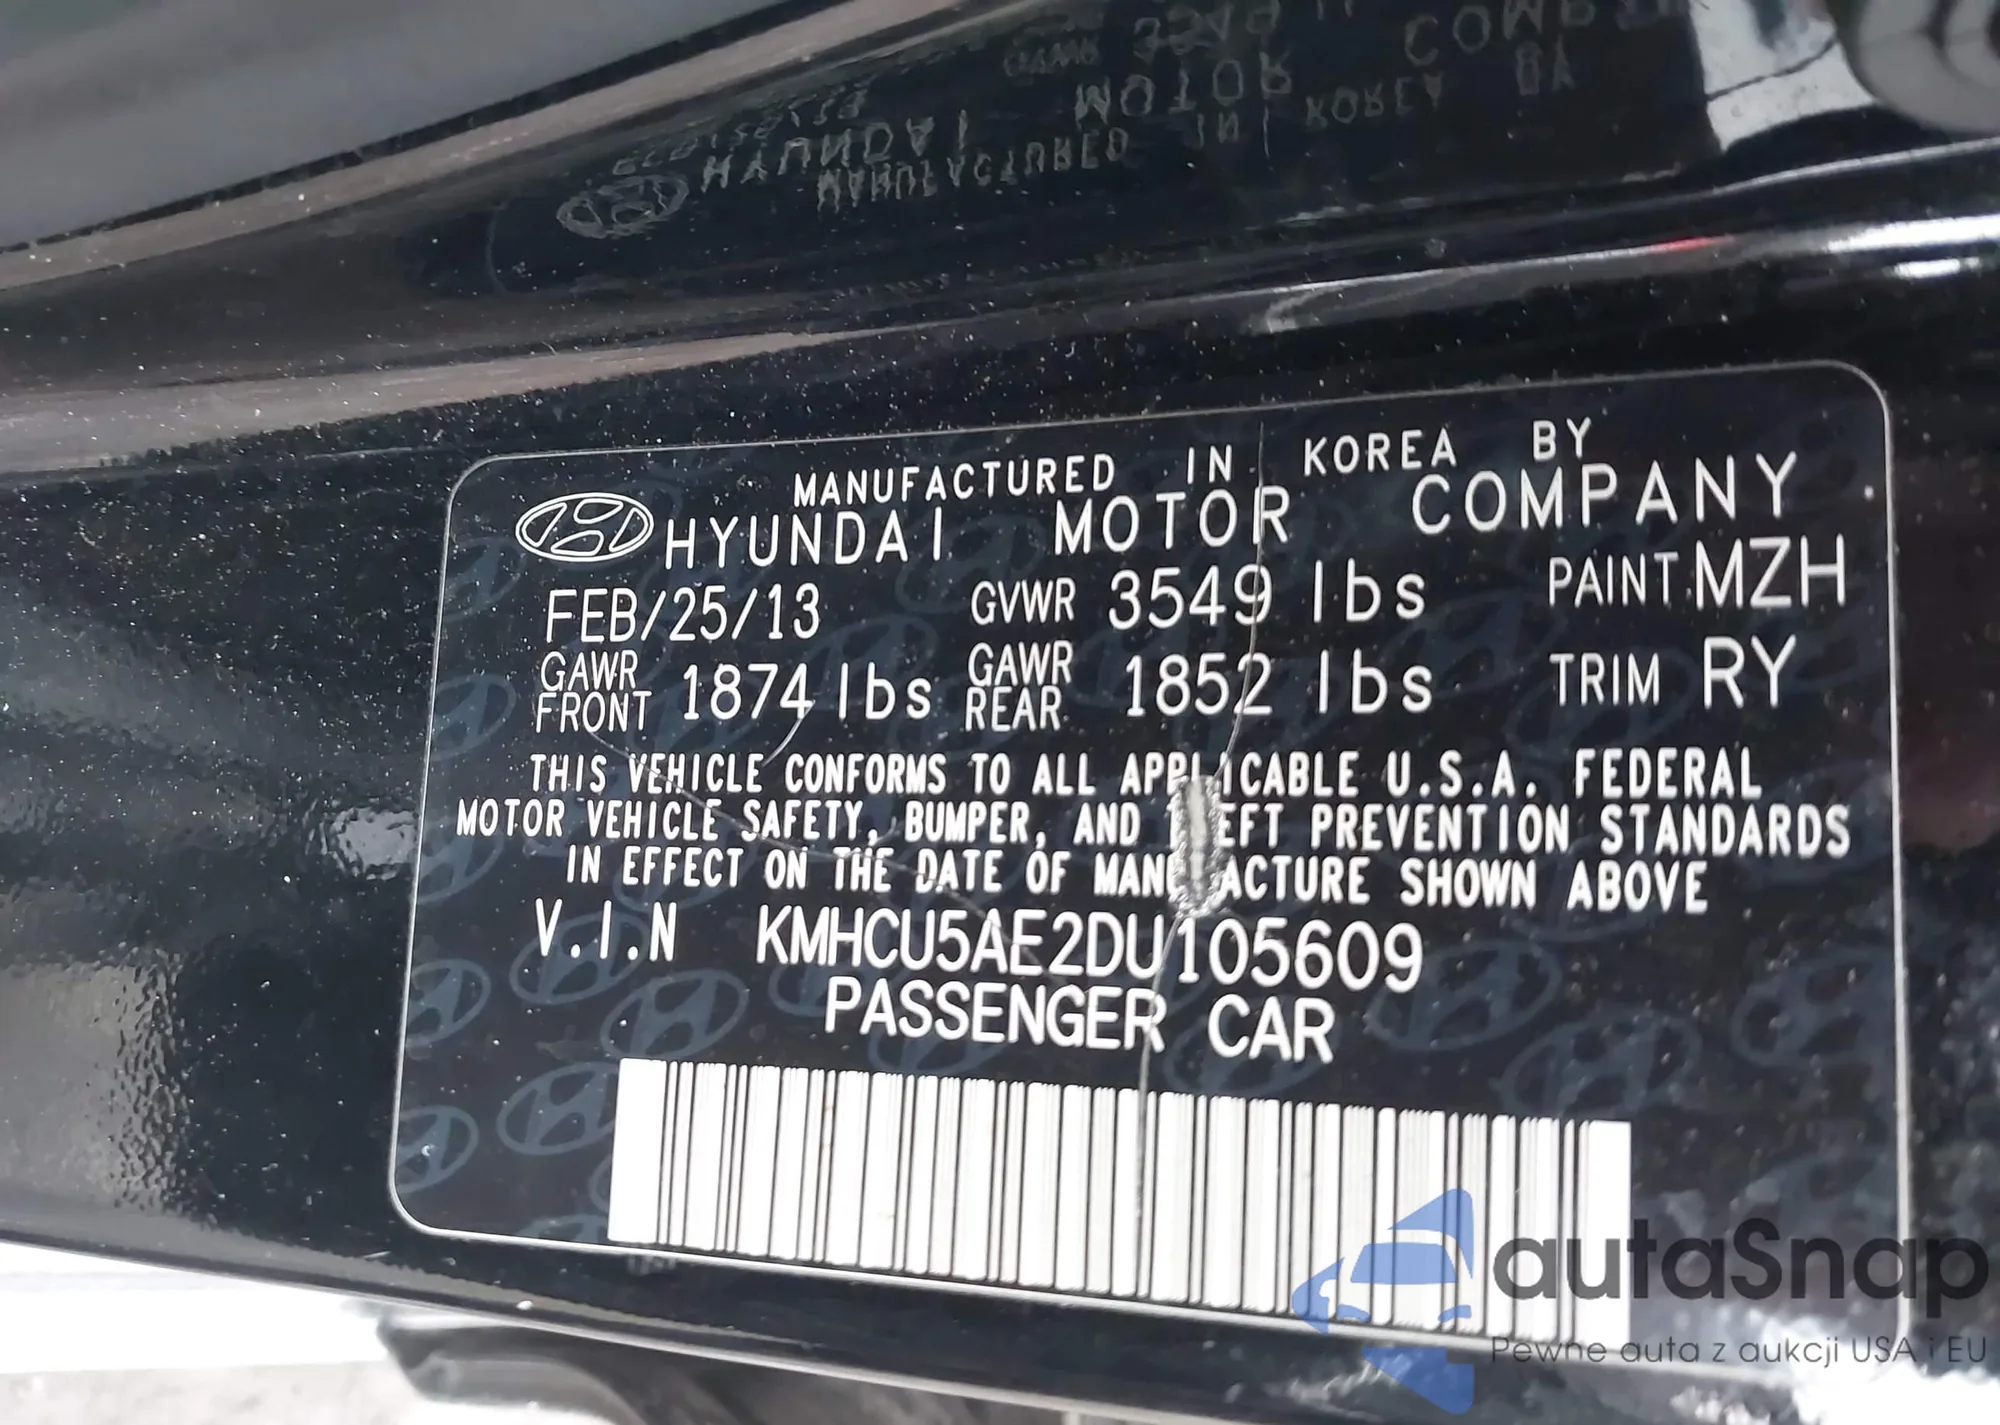 MANUFACTURED IN KOREA BY
HYUNDAI MOTOR COMPANY
FEB/25/13 GVWR 3549 lbs PAINT MZH
GAWR FRONT 1874 lbs GAWR REAR 1852 lbs TRIM RY
THIS VEHICLE CONFORMS TO ALL APPLICABLE U.S.A. FEDERAL
MOTOR VEHICLE SAFETY, BUMPER, AND THEFT PREVENTION STANDARDS
IN EFFECT ON THE DATE OF MANUFACTURE SHOWN ABOVE
V.I.N KMHCU5AE2DU105609
PASSENGER CAR
autaSnap
Pewne auta z aukcji USA i EU